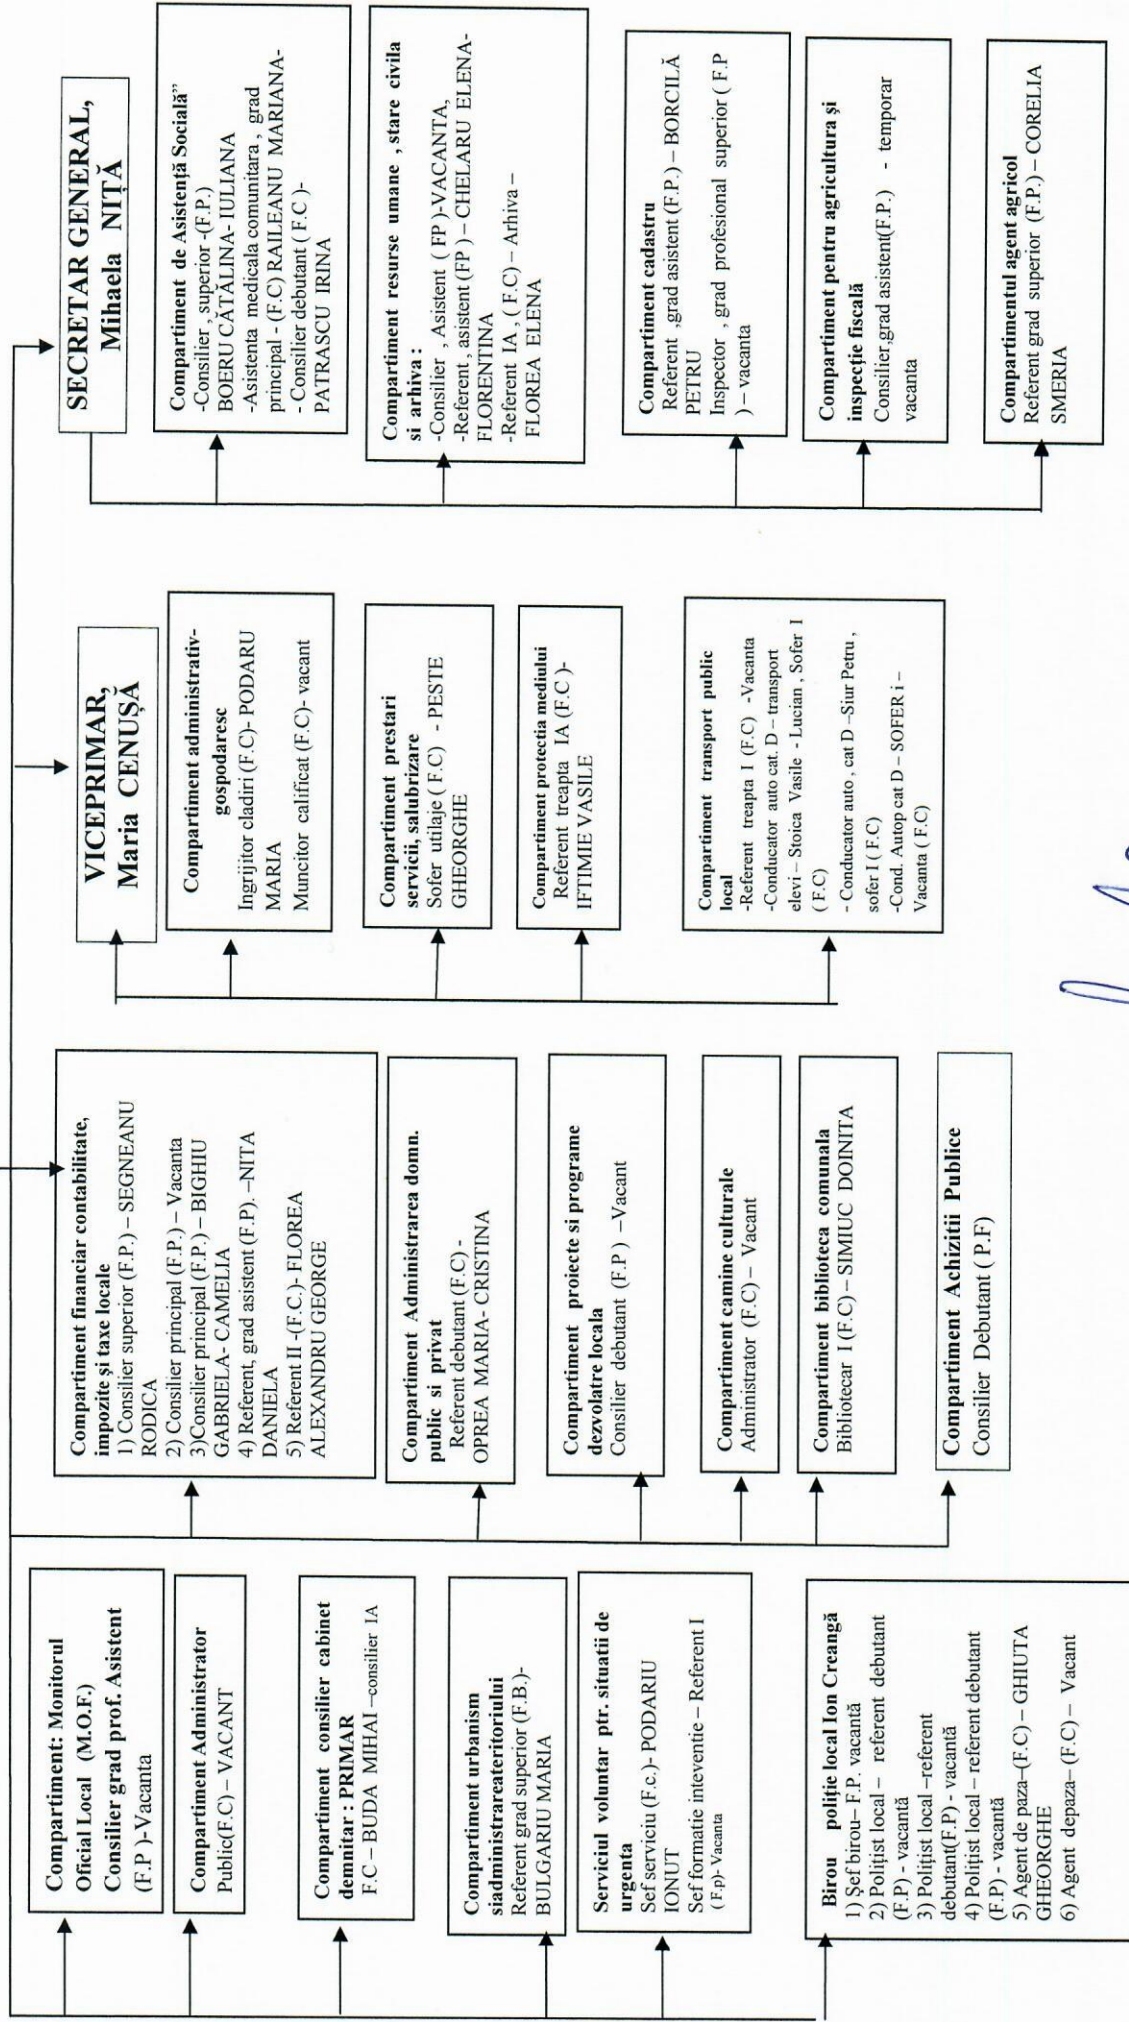 Compartiment: Monitorul
Oficial Local (M.O.F.)
Consilier grad prof. Asistent
(F.P )-Vacanta
Compartiment Administrator
Public(F.C) – VACANT
Compartiment consilier cabinet
demnitar : PRIMAR
F.C – BUDA MIHAI –consilier IA
Compartiment urbanism
siadministrareateritoriului
Referent grad superior (F.B.)-
BULGARIU MARIA
Serviciul voluntar ptr. situatii de
urgenta
Sef serviciu (F.c.)- PODARIU
IONUT
Sef formatie inteventie – Referent I
(F.p)- Vacanta
Birou poliție local Ion Creangă
1) Șef birou– F.P. vacantă
2) Polițist local – referent debutant
(F.P) - vacantă
3) Polițist local –referent
debutant(F.P) - vacantă
4) Polițist local – referent debutant
(F.P) - vacantă
5) Agent de paza–(F.C) – GHIUTA
GHEORGHE
6) Agent depaza– (F.C) – Vacant
Compartiment financiar contabilitate,
impozite și taxe locale
1) Consilier superior (F.P.) – SEGNEANU
RODICA
2) Consilier principal (F.P.) – Vacanta
3)Consilier principal (F.P.) – BIGHIU
GABRIELA- CAMELIA
4) Referent, grad asistent (F.P). –NITA
DANIELA
5) Referent II -(F.C.)- FLOREA
ALEXANDRU GEORGE
Compartiment Administrarea domn.
public si privat
Referent debutant (F.C) -
OPREA MARIA- CRISTINA
Compartiment proiecte si programe
dezvolatre locala
Consilier debutant (F.P ) –Vacant
Compartiment camine culturale
Administrator (F.C) – Vacant
Compartiment biblioteca comunala
Bibliotecar I (F.C) – SIMIUC DOINITA
Compartiment Achizitii Publice
Consilier Debutant ( P.F)
VICEPRIMAR,
Maria CENUȘĂ
Compartiment administrativ-
gospodaresc
Ingrijitor cladiri (F.C)- PODARU
MARIA
Muncitor calificat (F.C)- vacant
Compartiment prestari
servicii, salubrizare
Sofer utilaje ( F.C) - PESTE
GHEORGHE
Compartiment protectia mediului
Referent treapta IA (F.C )-
IFTIMIE VASILE
Compartiment transport public
local
-Referent treapta I (F.C) -Vacanta
-Conducator auto cat. D – transport
elevi – Stoica Vasile - Lucian , Sofer I
( F.C)
- Conducator auto , cat D –Siur Petru ,
sofer I ( F.C)
-Cond. Autop cat D – SOFER i –
Vacanta ( F.C)
SECRETAR GENERAL,
Mihaela NIȚĂ
Compartiment de Asistență Socială”
-Consilier , superior -(F.P.)
BOERU CĂTĂLINA- IULIANA
-Asistenta medicala comunitara , grad
principal - (F.C) RAILEANU MARIANA-
- Consilier debutant ( F.C )-
PATRASCU IRINA
Compartiment resurse umane , stare civila
si arhiva :
-Consilier , Asistent ( FP )-VACANTA,
-Referent , asistent (FP ) – CHELARU ELENA-
FLORENTINA
-Referent IA , ( F.C) – Arhiva –
FLOREA ELENA
Compartiment cadastru
Referent ,grad asistent (F.P.) – BORCILĂ
PETRU
Inspector , grad profesional superior ( F.P
) – vacanta
Compartiment pentru agricultura și
inspecție fiscală
Consilier,grad asistent(F.P.) - temporar
vacanta
Compartimentul agent agricol
Referent grad superior (F.P.) – CORELIA
SMERIA